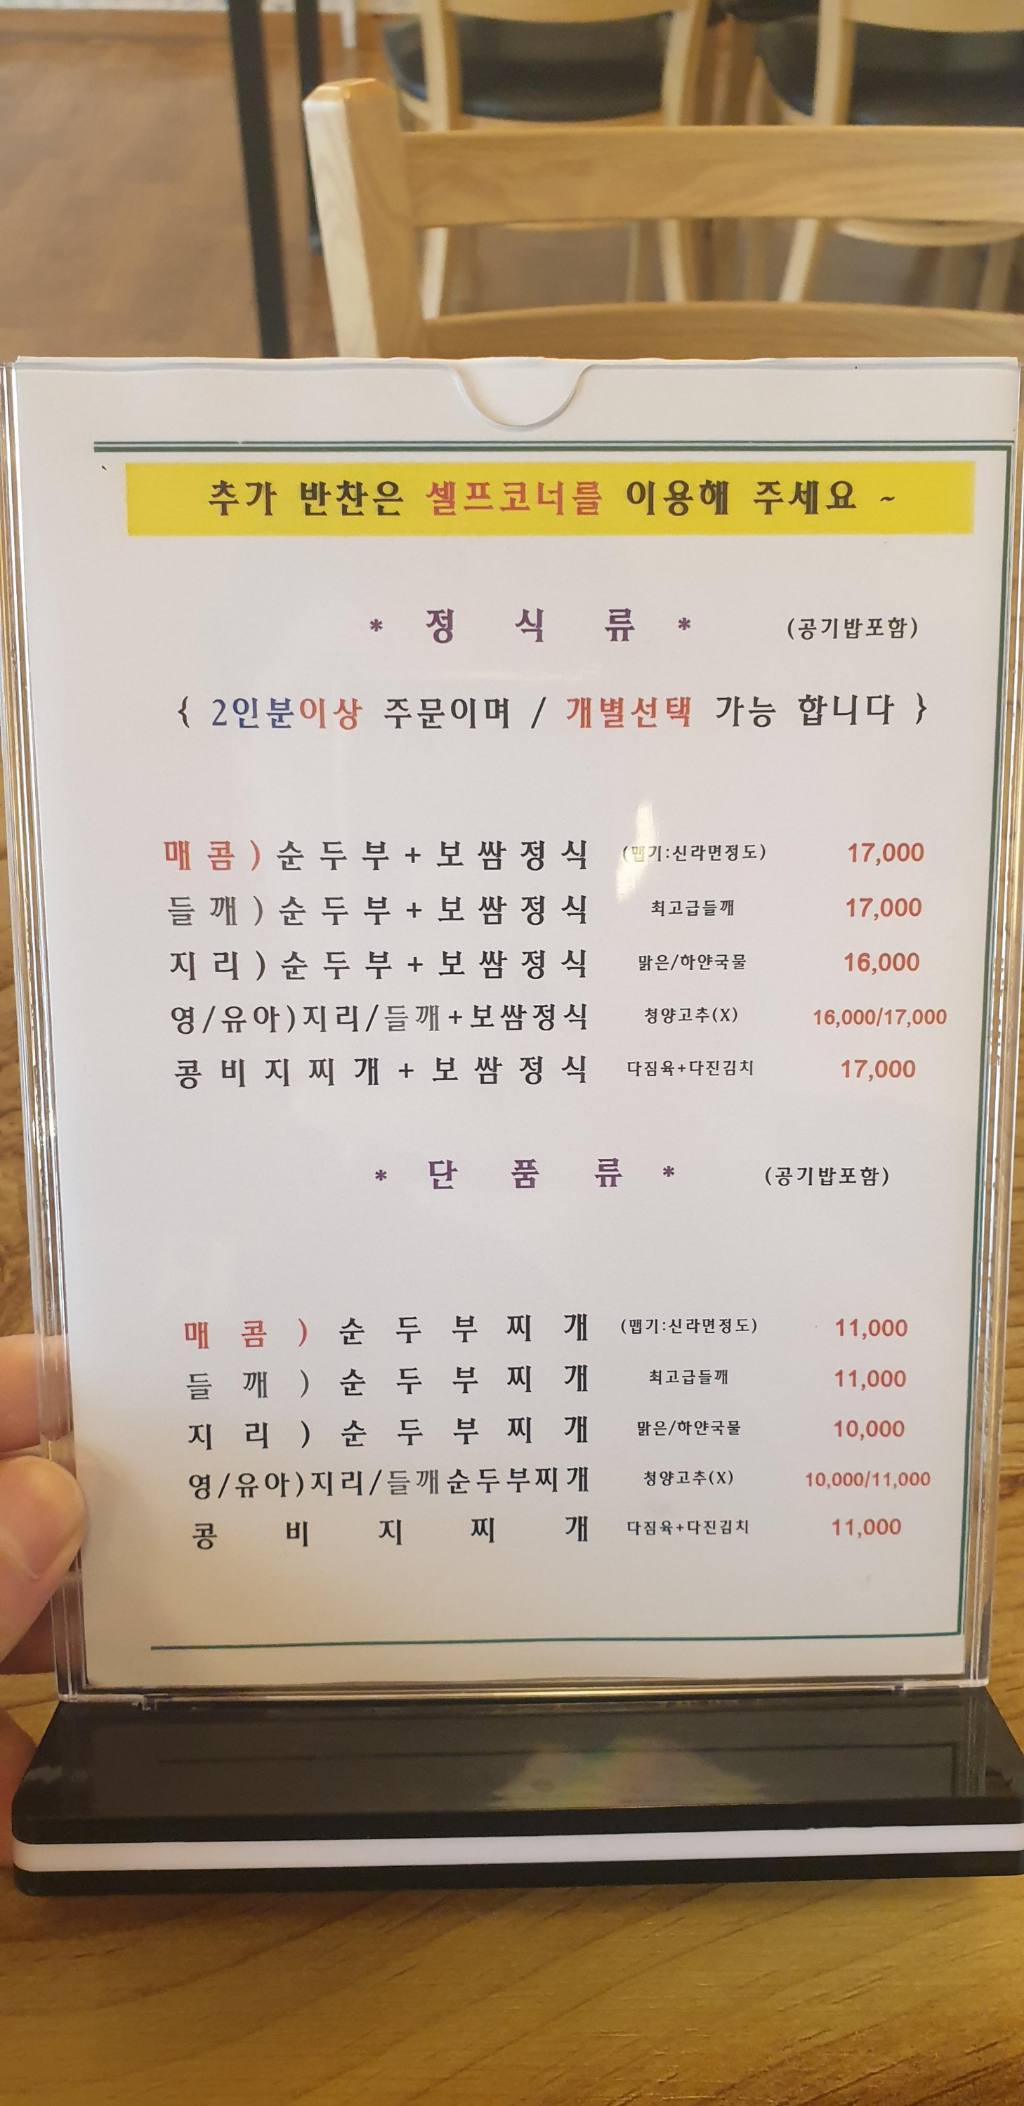 추가 반찬은 셀프코너를 이용해 주세요 ~
* 정 식 류 * (공기밥포함)
{ 2인분이상 주문이며 / 개별선택 가능 합니다 }
매콤) 순두부+보쌈정식 (맵기:신라면정도) 17,000
들깨) 순두부+보쌈정식 최고급들깨 17,000
지리) 순두부+보쌈정식 맑은/하얀국물 16,000
영/유아)지리/들깨+보쌈정식 청양고추(X) 16,000/17,000
콩비지찌개+보쌈정식 다짐육+다진김치 17,000
* 단 품 류 * (공기밥포함)
매콤) 순두부찌개 (맵기:신라면정도) 11,000
들깨) 순두부찌개 최고급들깨 11,000
지리) 순두부찌개 맑은/하얀국물 10,000
영/유아)지리/들깨순두부찌개 청양고추(X) 10,000/11,000
콩비지찌개 다짐육+다진김치 11,000